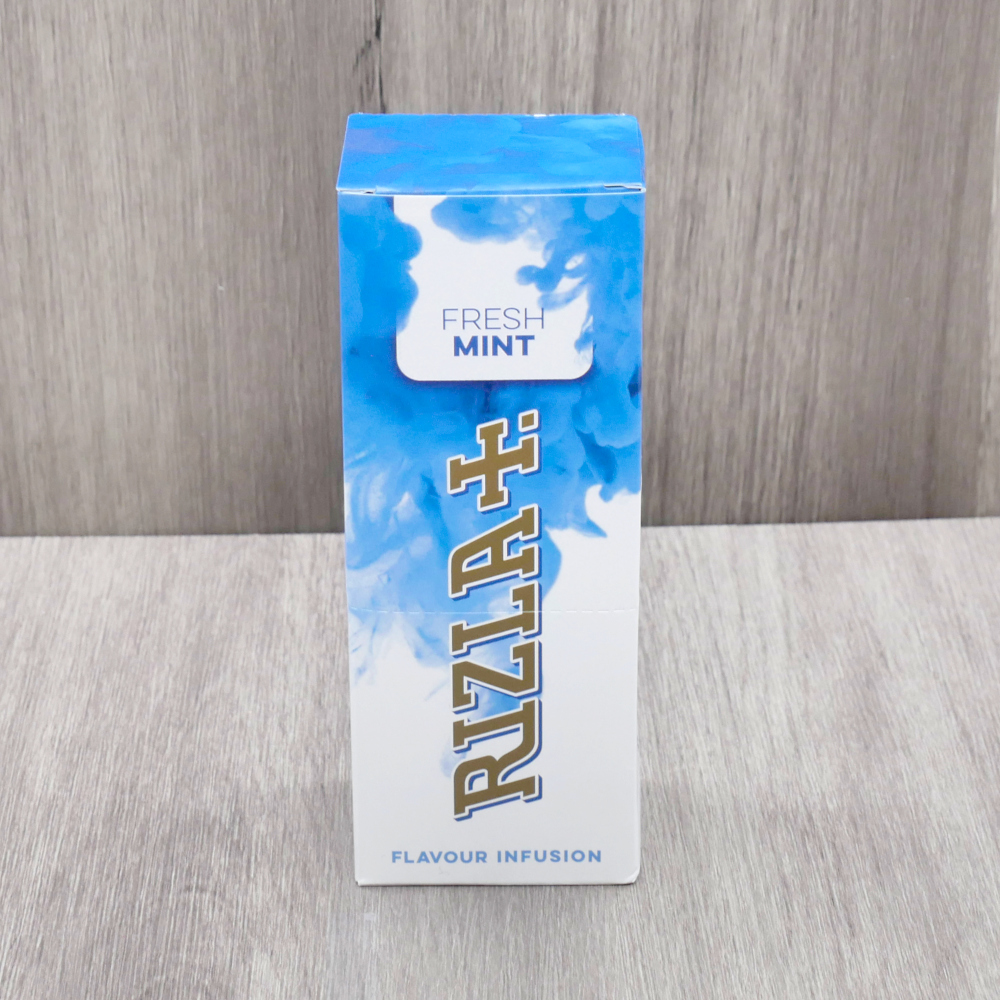 FRESH
MINT
RIZLA+.
FLAVOUR INFUSION